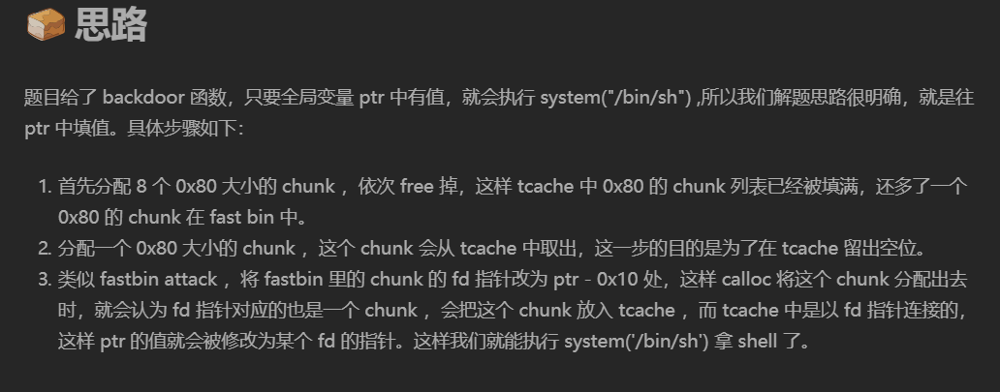 思路
题目给了 backdoor 函数，只要全局变量 ptr 中有值，就会执行 system("/bin/sh") ,所以我们解题思路很明确，就是往
ptr 中填值。具体步骤如下：
1. 首先分配 8 个 0x80 大小的 chunk ，依次 free 掉，这样 tcache 中 0x80 的 chunk 列表已经被填满，还多了一个
0x80 的 chunk 在 fast bin 中。
2. 分配一个 0x80 大小的 chunk ，这个 chunk 会从 tcache 中取出，这一步的目的是为了在 tcache 留出空位。
3. 类似 fastbin attack ，将 fastbin 里的 chunk 的 fd 指针改为 ptr - 0x10 处，这样 calloc 将这个 chunk 分配出去
时，就会认为 fd 指针对应的也是一个 chunk ，会把这个 chunk 放入 tcache ，而 tcache 中是以 fd 指针连接的，
这样 ptr 的值就会被修改为某个 fd 的指针。这样我们就能执行 system('/bin/sh') 拿 shell 了。